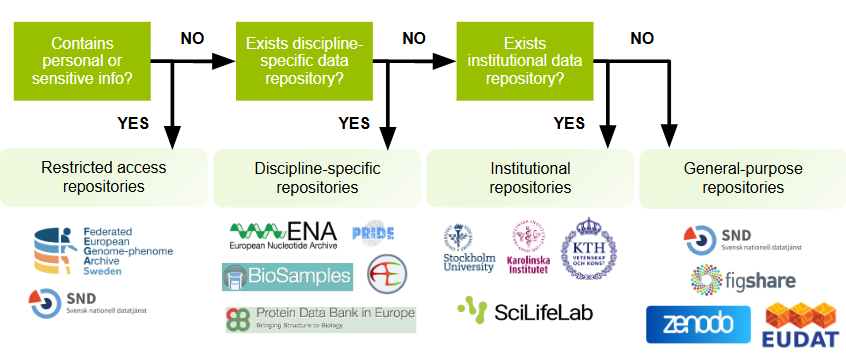 Contains
personal or
sensitive info?
NO
Exists discipline-
specific data
repository?
NO
Exists
institutional data
repository?
NO
YES
YES
YES
Restricted access
repositories
Discipline-specific
repositories
Institutional
repositories
General-purpose
repositories
Federated
European
Genome-phenome
Archive
Sweden
SND
Svensk nationell datatjänst
ENA
European Nucleotide Archive
PRIDE
BioSamples
Protein Data Bank in Europe
Bringing Structure to Biology
Stockholm
University
Karolinska
Institutet
KTH
VETENSKAP
OCH KONST
SciLifeLab
SND
Svensk nationell datatjänst
figshare
zenodo
EUDAT